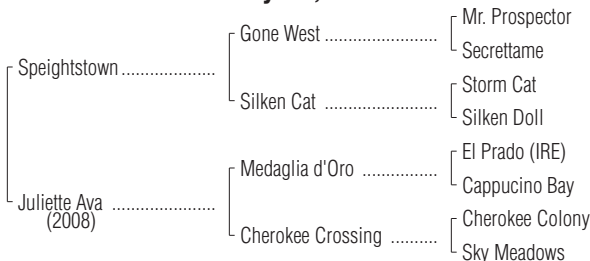 Mr. Prospector
Gone West ........................
Secrettame
Speightstown ....................
Storm Cat
Silken Cat ........................
Silken Doll
El Prado (IRE)
Medaglia d'Oro ................
Cappucino Bay
Juliette Ava ......................
(2008)
Cherokee Colony
Cherokee Crossing ..........
Sky Meadows